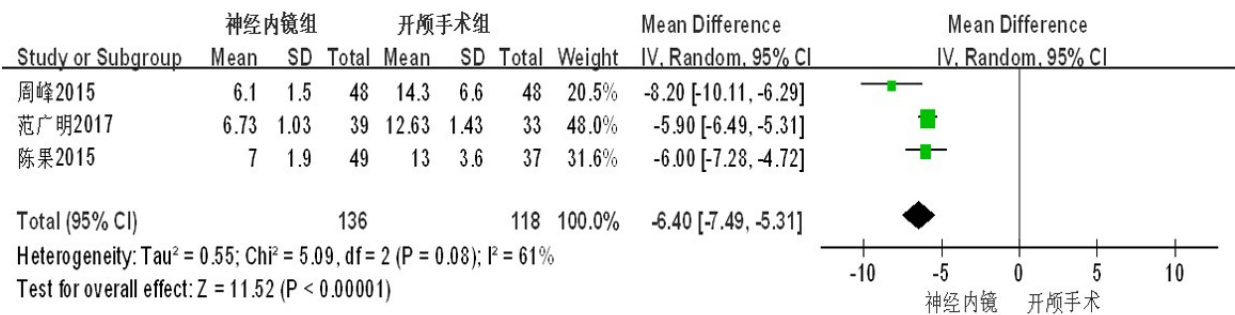 神经内镜组 开颅手术组 Mean Difference Mean Difference
Study or Subgroup Mean SD Total Mean SD Total Weight IV, Random, 95% CI IV, Random, 95% CI
周峰2015 6.1 1.5 48 14.3 6.6 48 20.5% -8.20 [-10.11, -6.29]
范广明2017 6.73 1.03 39 12.63 1.43 33 48.0% -5.90 [-6.49, -5.31]
陈果2015 7 1.9 49 13 3.6 37 31.6% -6.00 [-7.28, -4.72]
Total (95% CI) 136 118 100.0% -6.40 [-7.49, -5.31]
Heterogeneity: Tau² = 0.55; Chi² = 5.09, df = 2 (P = 0.08); I² = 61%
Test for overall effect: Z = 11.52 (P < 0.00001)
-10 -5 0 5 10
神经内镜 开颅手术